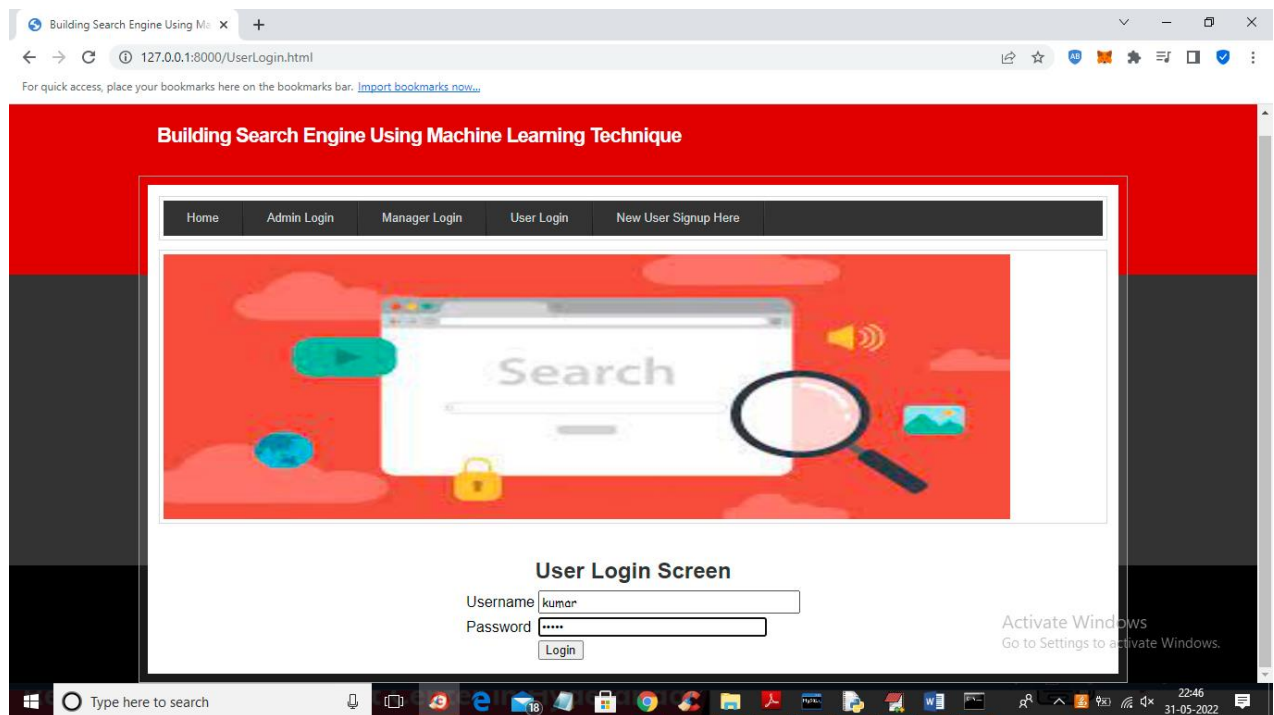 Building Search Engine Using Ma
127.0.0.1:8000/UserLogin.html
For quick access, place your bookmarks here on the bookmarks bar. Import bookmarks now...
Building Search Engine Using Machine Learning Technique
Home Admin Login Manager Login User Login New User Signup Here
Search
User Login Screen
Username kumar
Password •••••
Login
Activate Windows
Go to Settings to activate Windows.
Type here to search
18
22:46
31-05-2022